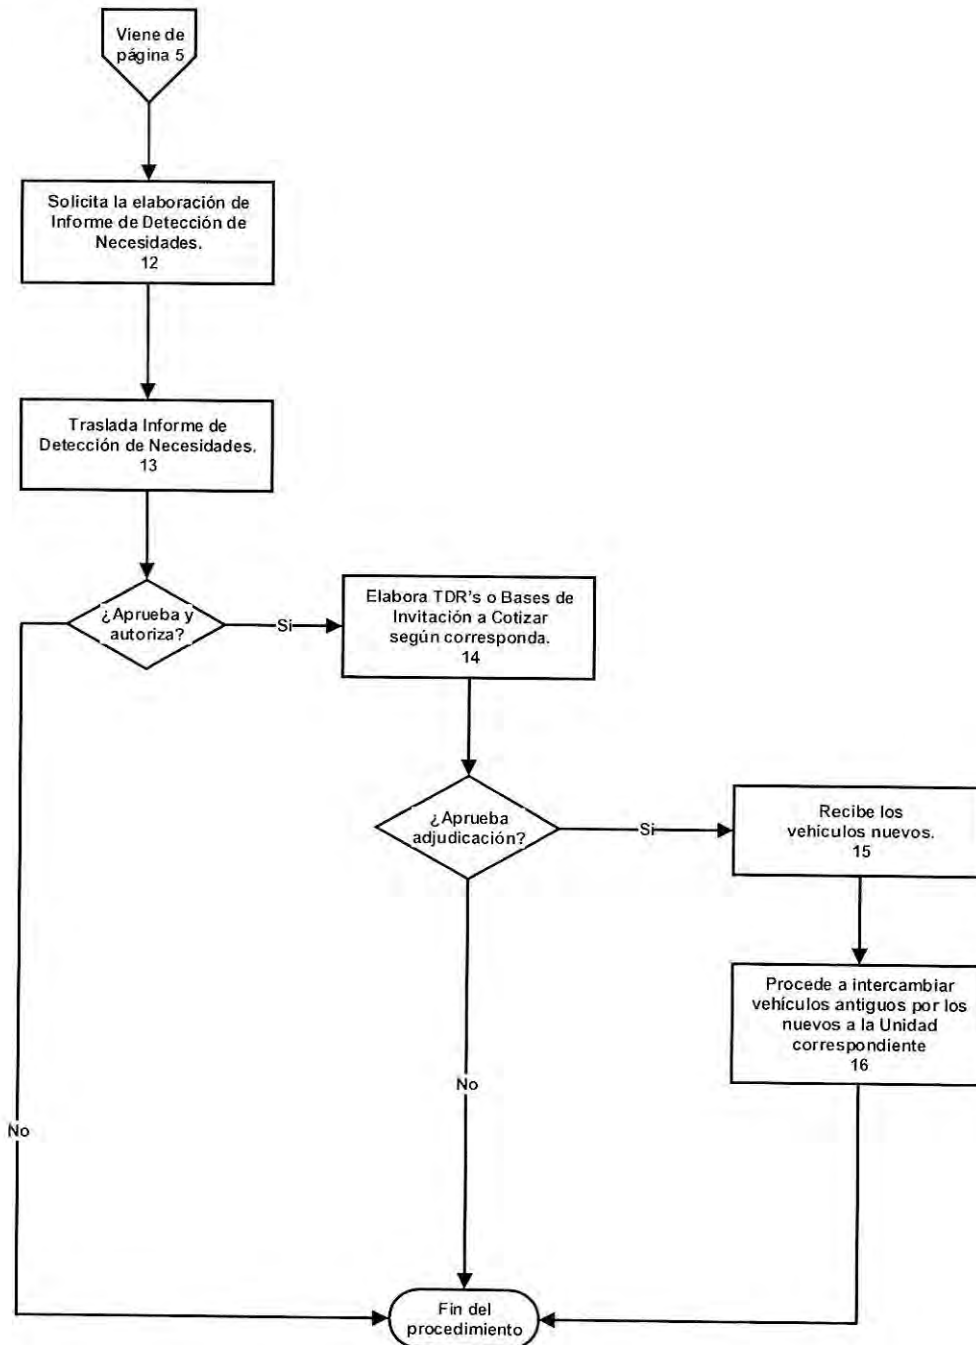 Viene de
página 5
Solicita la elaboración de
Informe de Detección de
Necesidades.
12
Traslada Informe de
Detección de Necesidades.
13
¿Aprueba y
autoriza?
Si
Elabora TDR's o Bases de
Invitación a Cotizar
según corresponda.
14
¿Aprueba
adjudicación?
Si
Recibe los
vehículos nuevos.
15
Procede a intercambiar
vehículos antiguos por los
nuevos a la Unidad
correspondiente
16
No
No
Fin del
procedimiento